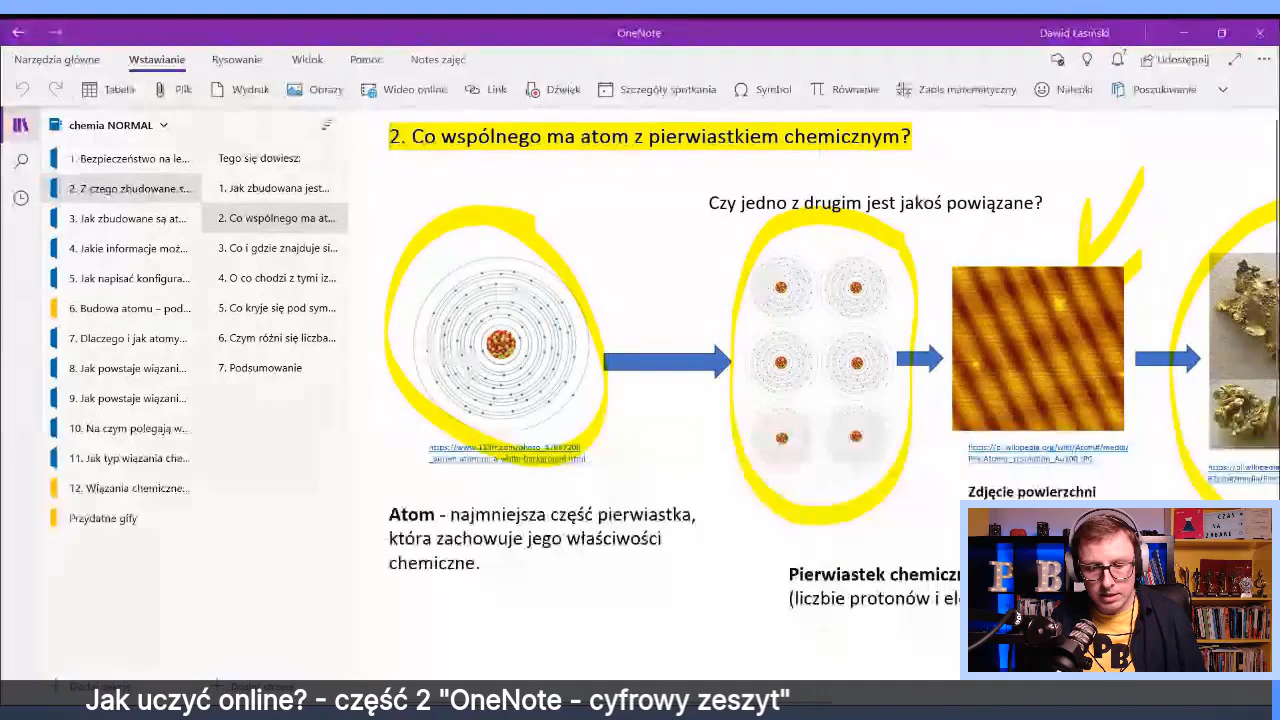 OneNote
Dawid Łasiński
Narzędzia główne
Wstawianie
Rysowanie
Widok
Pomoc
Notes zajęć
Udostępnij
Tabela
Plik
Wydruk
Obrazy
Wideo online
Link
Dźwięk
Szczegóły spotkania
Symbol
Równanie
Zapis matematyczny
Nalepki
Poszukiwanie
chemia NORMAL
1. Bezpieczeństwo na le...
2. Z czego zbudowane s...
3. Jak zbudowane są at...
4. Jakie informacje moż...
5. Jak napisać konfigura...
6. Budowa atomu – pod...
7. Dlaczego i jak atomy...
8. Jak powstaje wiązani...
9. Jak powstaje wiązani...
10. Na czym polegają w...
11. Jak typ wiązania che...
12. Wiązania chemiczne...
Przydatne gify
Tego się dowiesz:
1. Jak zbudowana jest...
2. Co wspólnego ma at...
3. Co i gdzie znajduje si...
4. O co chodzi z tymi iz...
5. Co kryje się pod sym...
6. Czym różni się liczba...
7. Podsumowanie
2. Co wspólnego ma atom z pierwiastkiem chemicznym?
Czy jedno z drugim jest jakoś powiązane?
Atom - najmniejsza część pierwiastka,
która zachowuje jego właściwości
chemiczne.
Zdjęcie powierzchni
Pierwiastek chemiczn
(liczbie protonów i el
CZAS
NA
ZMIANĘ
P B
PB
Jak uczyć online? - część 2 "OneNote - cyfrowy zeszyt"